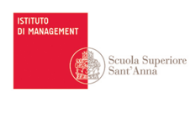 ISTITUTO
DI MANAGEMENT
Scuola Superiore
Sant'Anna